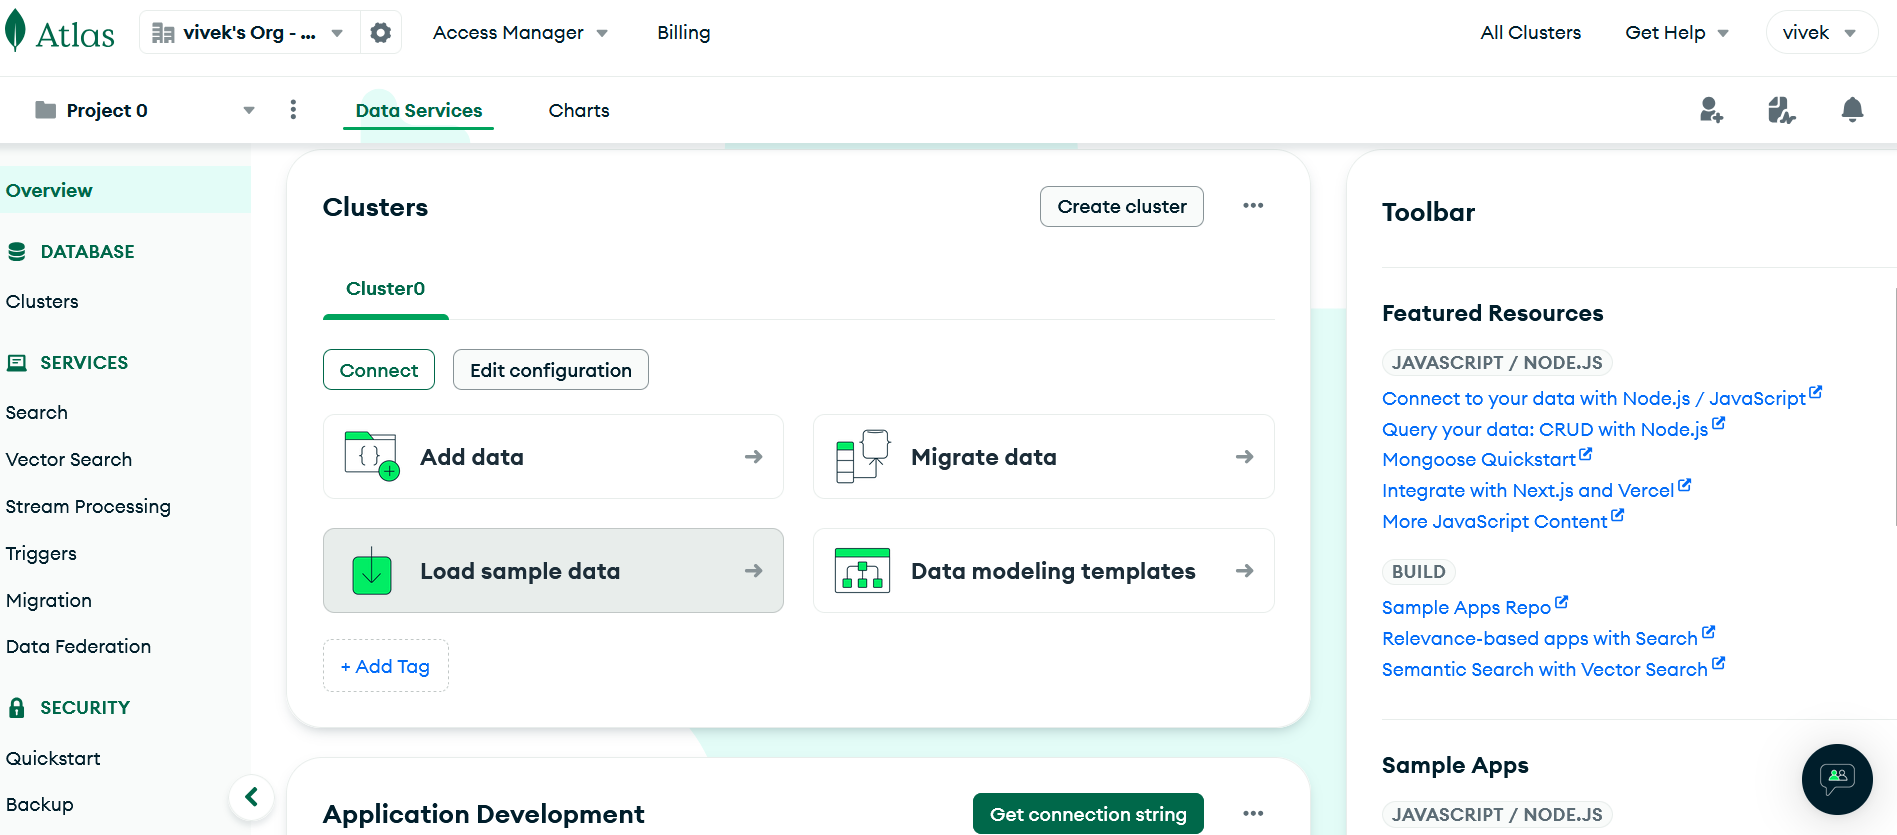 Atlas
vivek's Org - ...
Access Manager
Billing
All Clusters
Get Help
vivek
Project 0
Data Services
Charts
Overview
DATABASE
Clusters
SERVICES
Search
Vector Search
Stream Processing
Triggers
Migration
Data Federation
SECURITY
Quickstart
Backup
Clusters
Create cluster
Cluster0
Connect
Edit configuration
Add data
Migrate data
Load sample data
Data modeling templates
+ Add Tag
Application Development
Get connection string
Toolbar
Featured Resources
JAVASCRIPT / NODE.JS
Connect to your data with Node.js / JavaScript
Query your data: CRUD with Node.js
Mongoose Quickstart
Integrate with Next.js and Vercel
More JavaScript Content
BUILD
Sample Apps Repo
Relevance-based apps with Search
Semantic Search with Vector Search
Sample Apps
JAVASCRIPT / NODE.JS